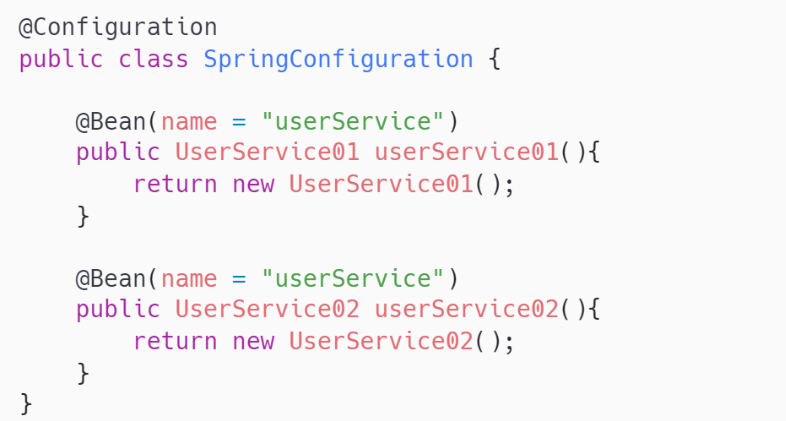 @Configuration
public class SpringConfiguration {
@Bean(name = "userService")
public UserService01 userService01(){
return new UserService01();
}
@Bean(name = "userService")
public UserService02 userService02(){
return new UserService02();
}
}